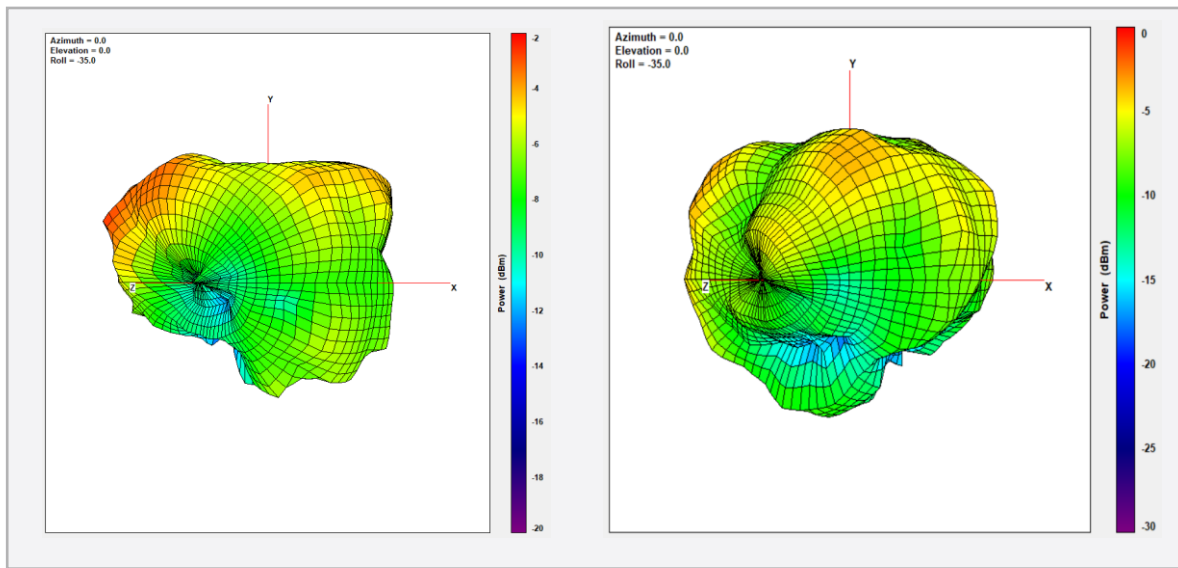 Azimuth = 0.0
Elevation = 0.0
Roll = -35.0
Y
Z
X
-2
-4
-6
-8
-10
-12
-14
-16
-18
-20
Power (dBm)
Azimuth = 0.0
Elevation = 0.0
Roll = -35.0
Y
Z
X
0
-5
-10
-15
-20
-25
-30
Power (dBm)